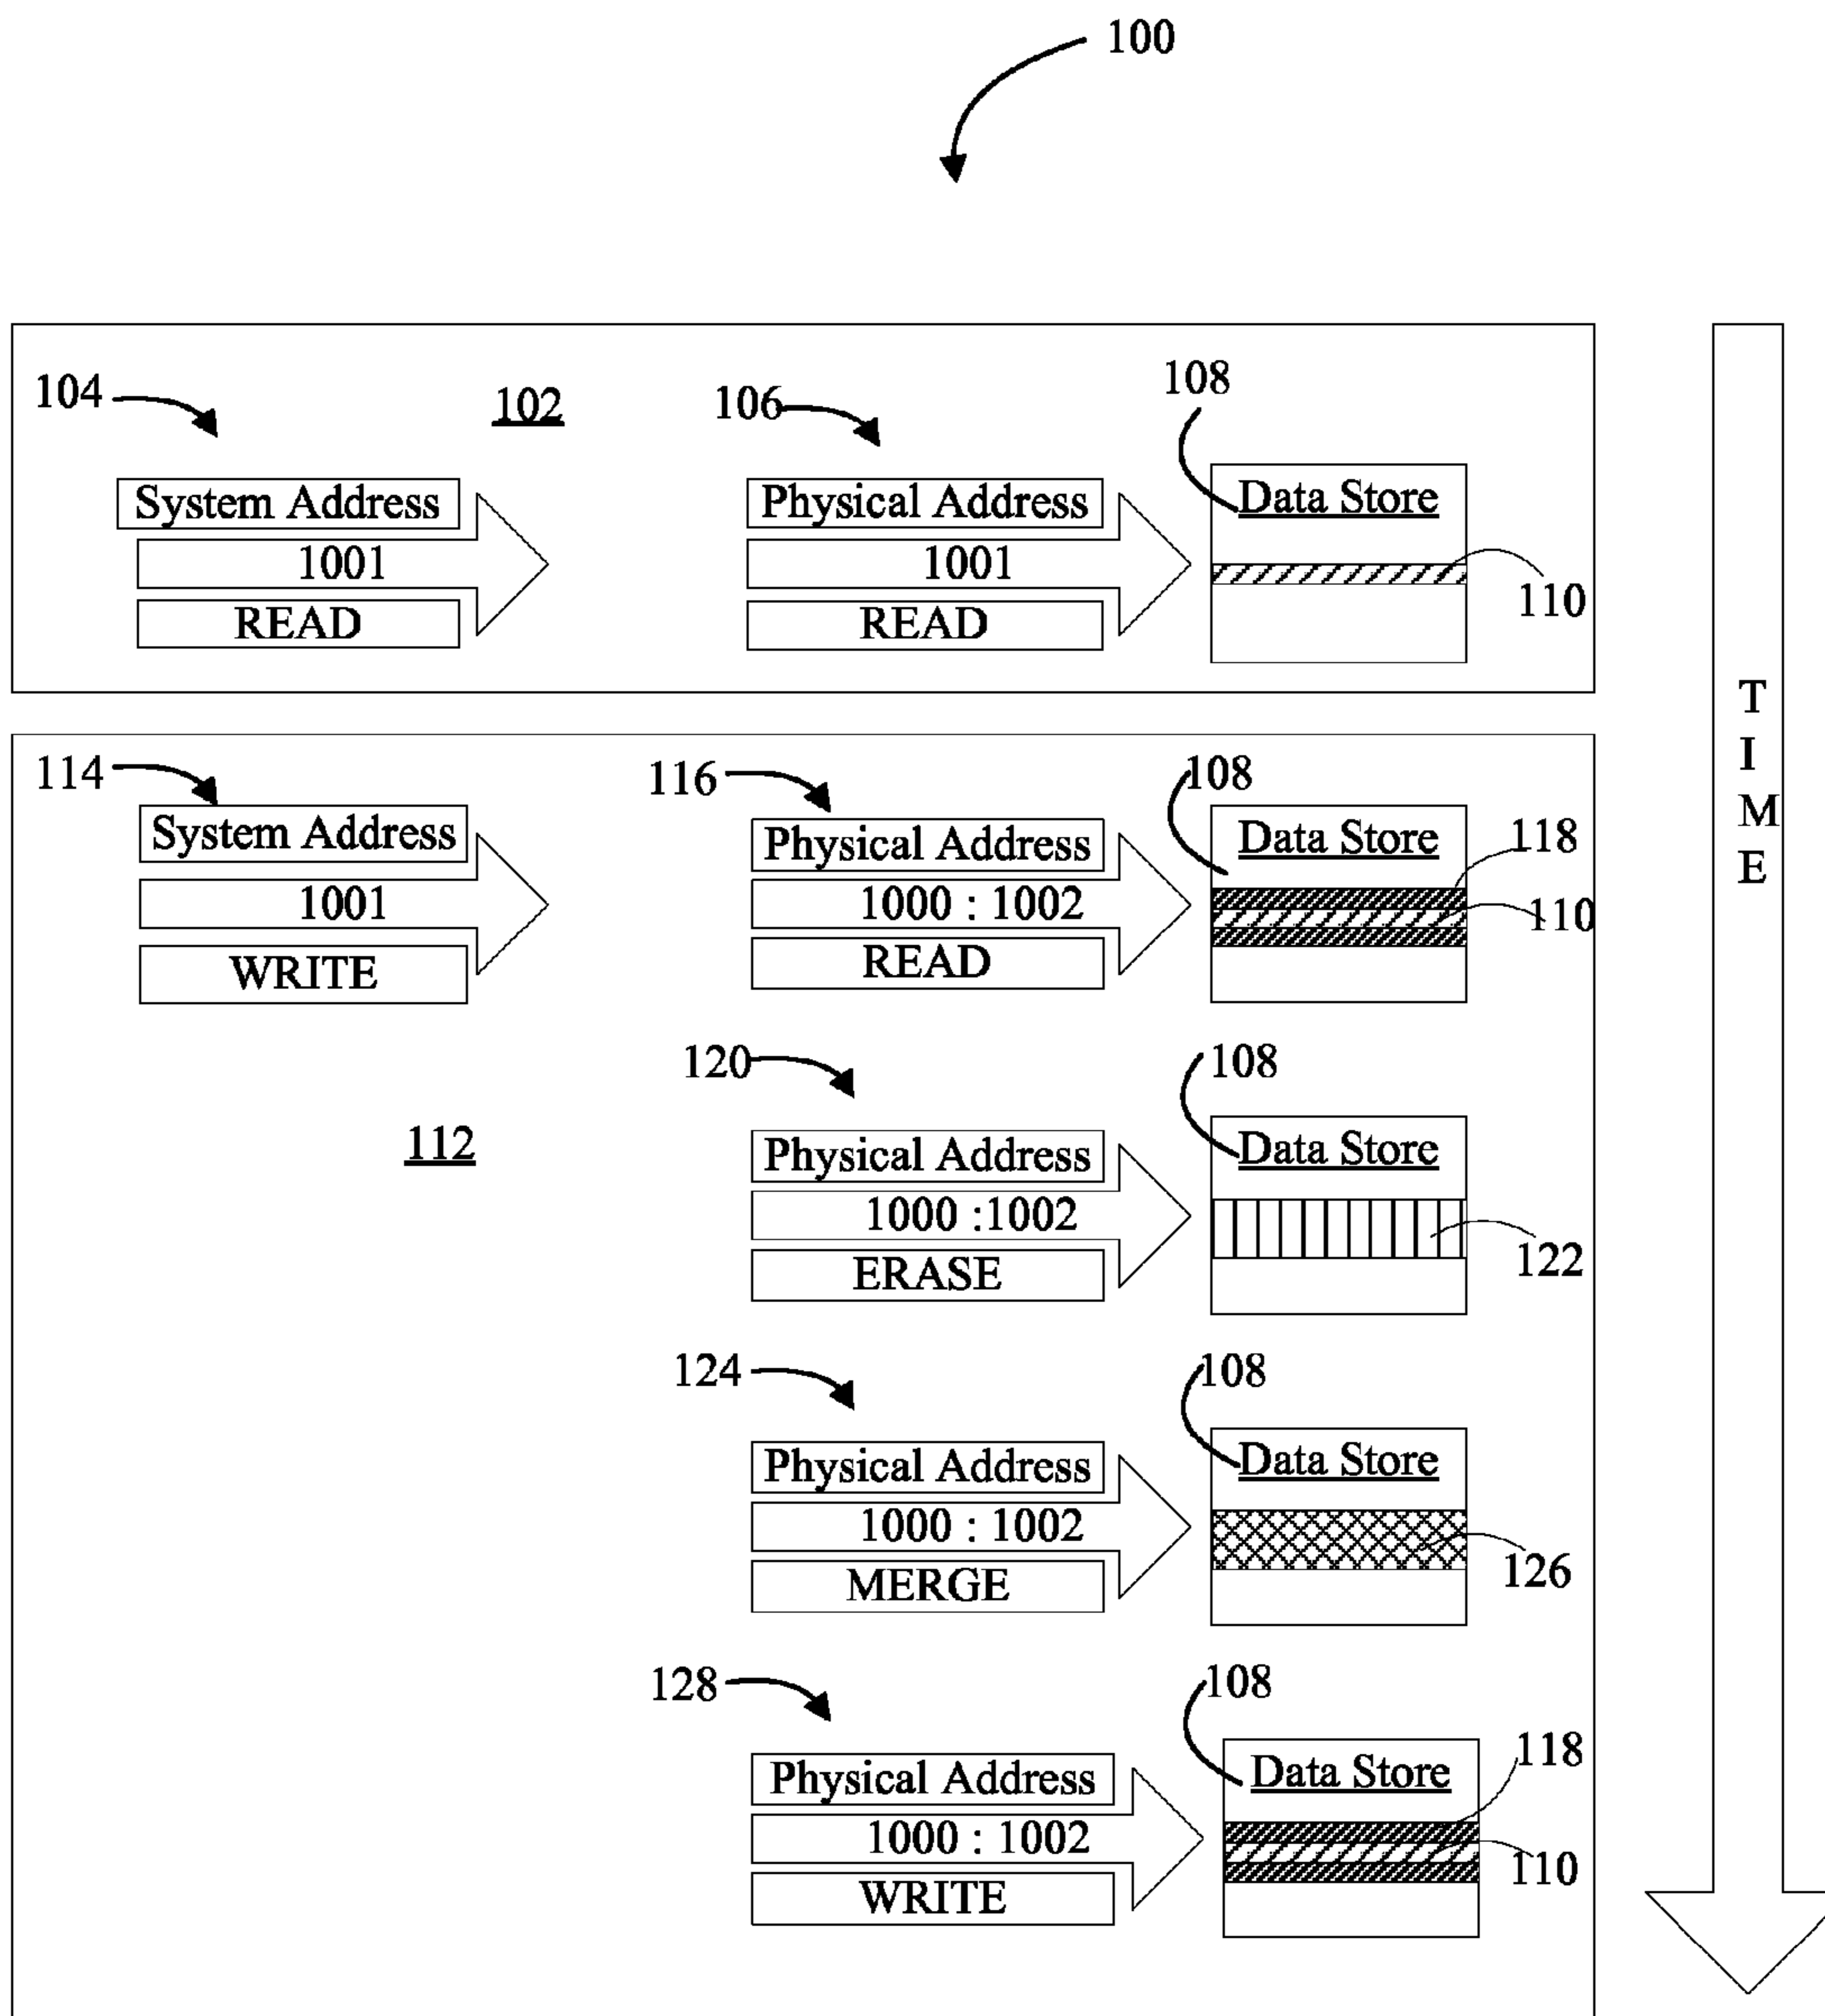 100
104
102
106
108
System Address
Physical Address
Data Store
1001
1001
READ
READ
110
114
116
108
System Address
Physical Address
Data Store
118
1001
1000 : 1002
110
WRITE
READ
120
108
112
Physical Address
Data Store
1000 :1002
ERASE
122
124
108
Physical Address
Data Store
1000 : 1002
MERGE
126
128
108
Physical Address
Data Store
118
1000 : 1002
110
WRITE
TIME